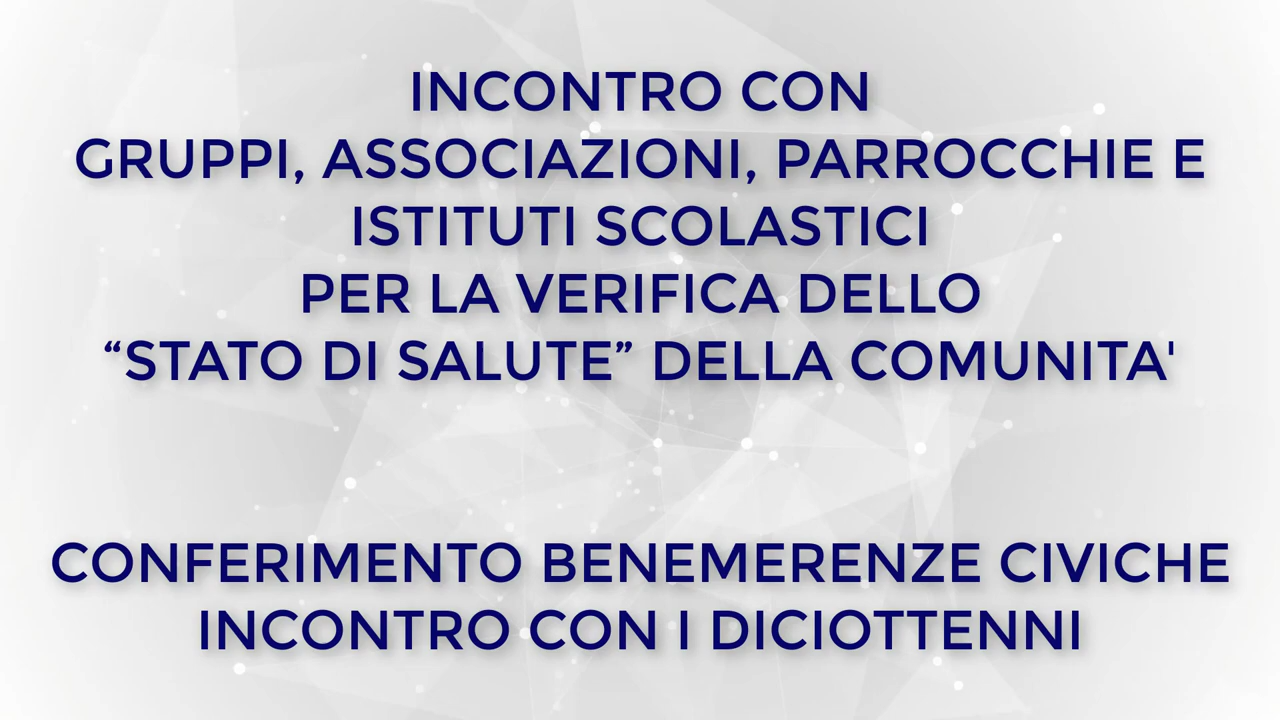 INCONTRO CON
GRUPPI, ASSOCIAZIONI, PARROCCHIE E
ISTITUTI SCOLASTICI
PER LA VERIFICA DELLO
“STATO DI SALUTE” DELLA COMUNITA'
CONFERIMENTO BENEMERENZE CIVICHE
INCONTRO CON I DICIOTTENNI